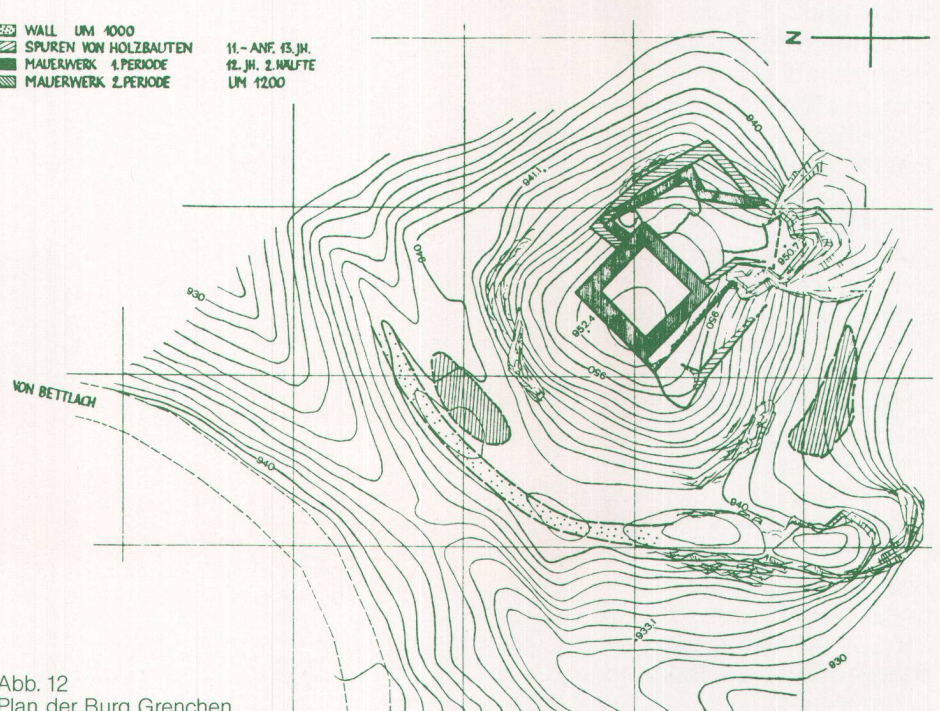 WALL UM 1000
SPUREN VON HOLZBAUTEN 11.- ANF. 13. JH.
MAUERWERK 1. PERIODE 12. JH. 2. HÄLFTE
MAUERWERK 2. PERIODE UM 1200
N
940
941.1
940
930
950.7
950
952.4
950
VON BETTLACH
940
940
933.1
930
Abb. 12
Plan der Burg Grenchen